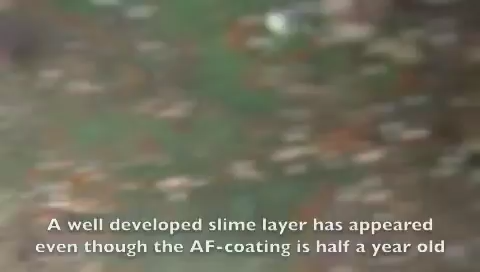 A well developed slime layer has appeared
even though the AF-coating is half a year old